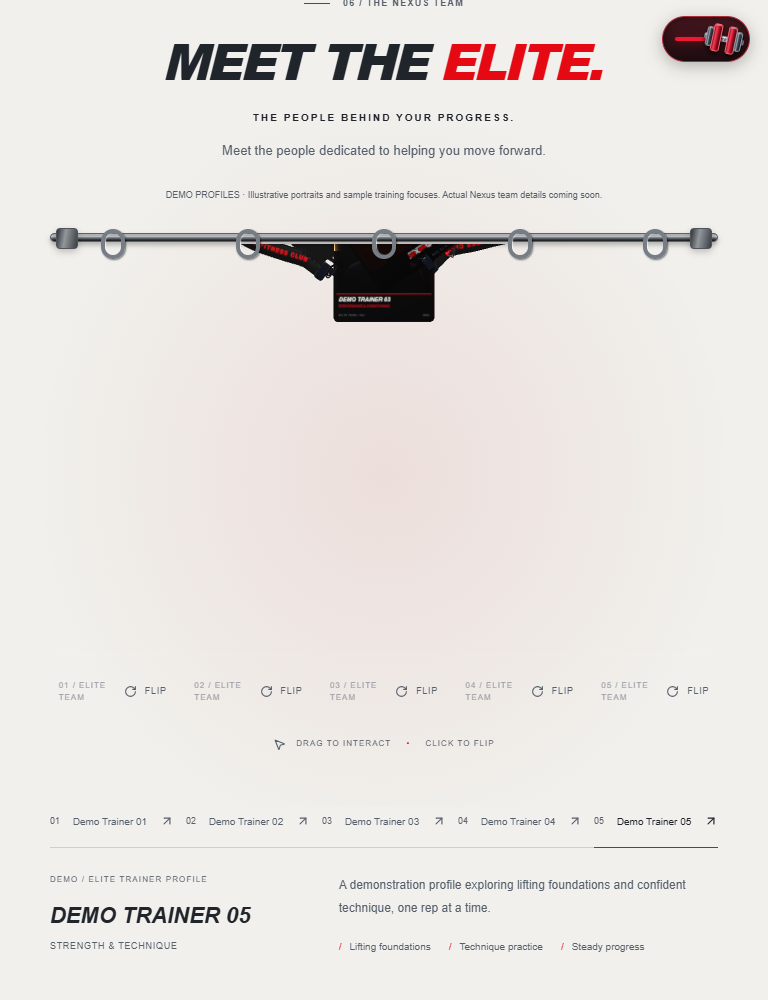 06 / THE NEXUS TEAM
MEET THE ELITE.
THE PEOPLE BEHIND YOUR PROGRESS.
Meet the people dedicated to helping you move forward.
DEMO PROFILES · Illustrative portraits and sample training focuses. Actual Nexus team details coming soon.
FITNESS CLUB
DEMO TRAINER 03
01 / ELITE TEAM
FLIP
02 / ELITE TEAM
FLIP
03 / ELITE TEAM
FLIP
04 / ELITE TEAM
FLIP
05 / ELITE TEAM
FLIP
DRAG TO INTERACT • CLICK TO FLIP
01 Demo Trainer 01
02 Demo Trainer 02
03 Demo Trainer 03
04 Demo Trainer 04
05 Demo Trainer 05
DEMO / ELITE TRAINER PROFILE
DEMO TRAINER 05
STRENGTH & TECHNIQUE
A demonstration profile exploring lifting foundations and confident
technique, one rep at a time.
/ Lifting foundations / Technique practice / Steady progress